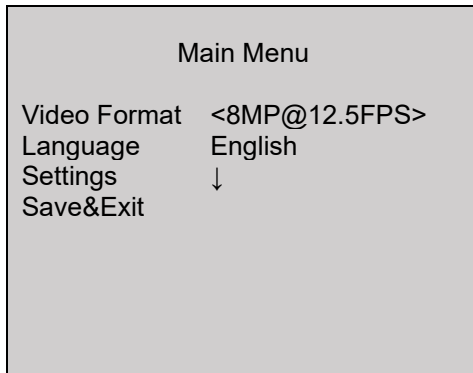 Main Menu
Video Format <8MP@12.5FPS>
Language English
Settings ↓
Save&Exit